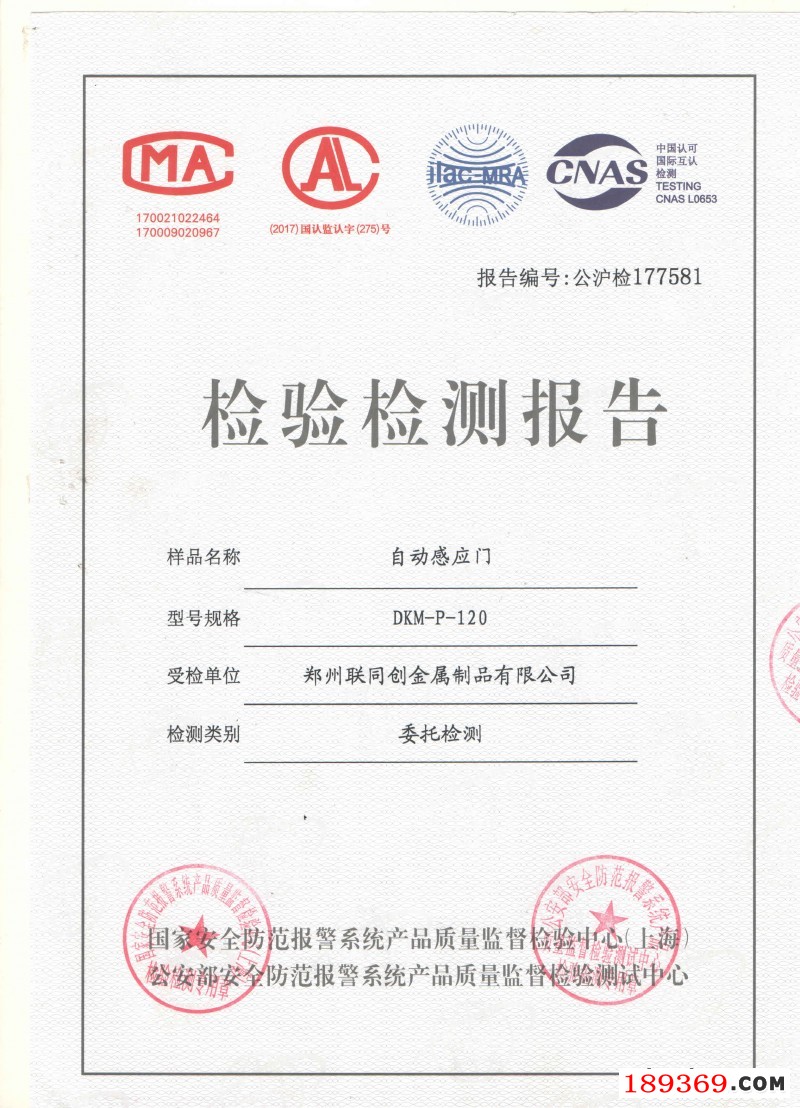 MA
AL
ilac-MRA
CNAS
中国认可
国际互认
检测
TESTING
CNAS L0653
170021022464
170009020967
(2017)国认监认字(275)号
报告编号:公沪检177581
检验检测报告
样品名称 自动感应门
型号规格 DKM-P-120
受检单位 郑州联同创金属制品有限公司
检测类别 委托检测
国家安全防范报警系统产品质量监督检验中心(上海)
公安部安全防范报警系统产品质量监督检验测试中心
检验检测专用章
189369.COM